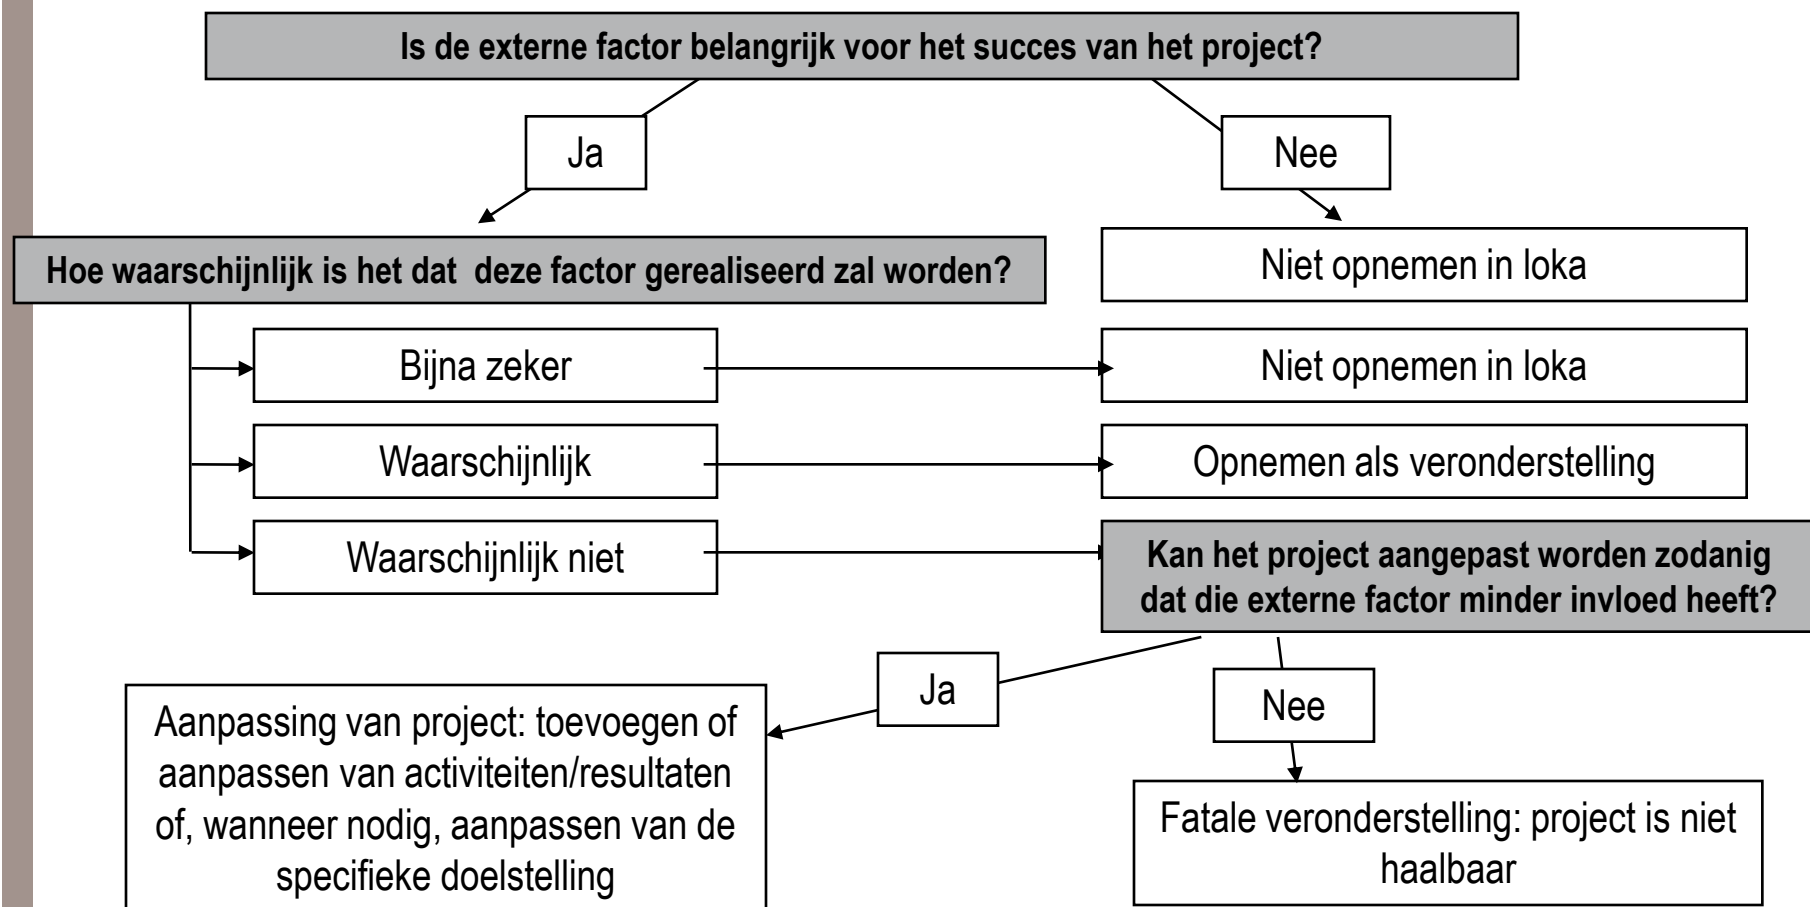 Is de externe factor belangrijk voor het succes van het project?
Ja
Nee
Hoe waarschijnlijk is het dat  deze factor gerealiseerd zal worden?
Niet opnemen in loka
Bijna zeker
Niet opnemen in loka
Waarschijnlijk
Opnemen als veronderstelling
Waarschijnlijk niet
Kan het project aangepast worden zodanig
dat die externe factor minder invloed heeft?
Ja
Nee
Aanpassing van project: toevoegen of
aanpassen van activiteiten/resultaten
of, wanneer nodig, aanpassen van de
specifieke doelstelling
Fatale veronderstelling: project is niet
haalbaar